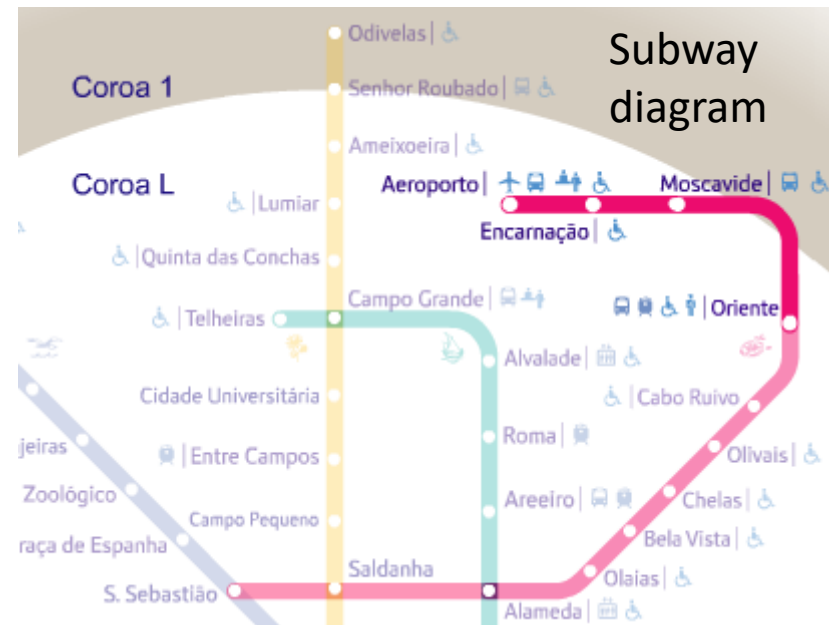 Odivelas
Subway
diagram
Coroa 1
Senhor Roubado
Ameixoeira
Coroa L
Aeroporto
Moscavide
Lumiar
Encarnação
Quinta das Conchas
Campo Grande
Telheiras
Oriente
Alvalade
Cidade Universitária
Cabo Ruivo
Roma
jeiras
Entre Campos
Olivais
Zoológico
Areeiro
Chelas
Campo Pequeno
Bela Vista
raça de Espanha
Saldanha
Olaias
S. Sebastião
Alameda